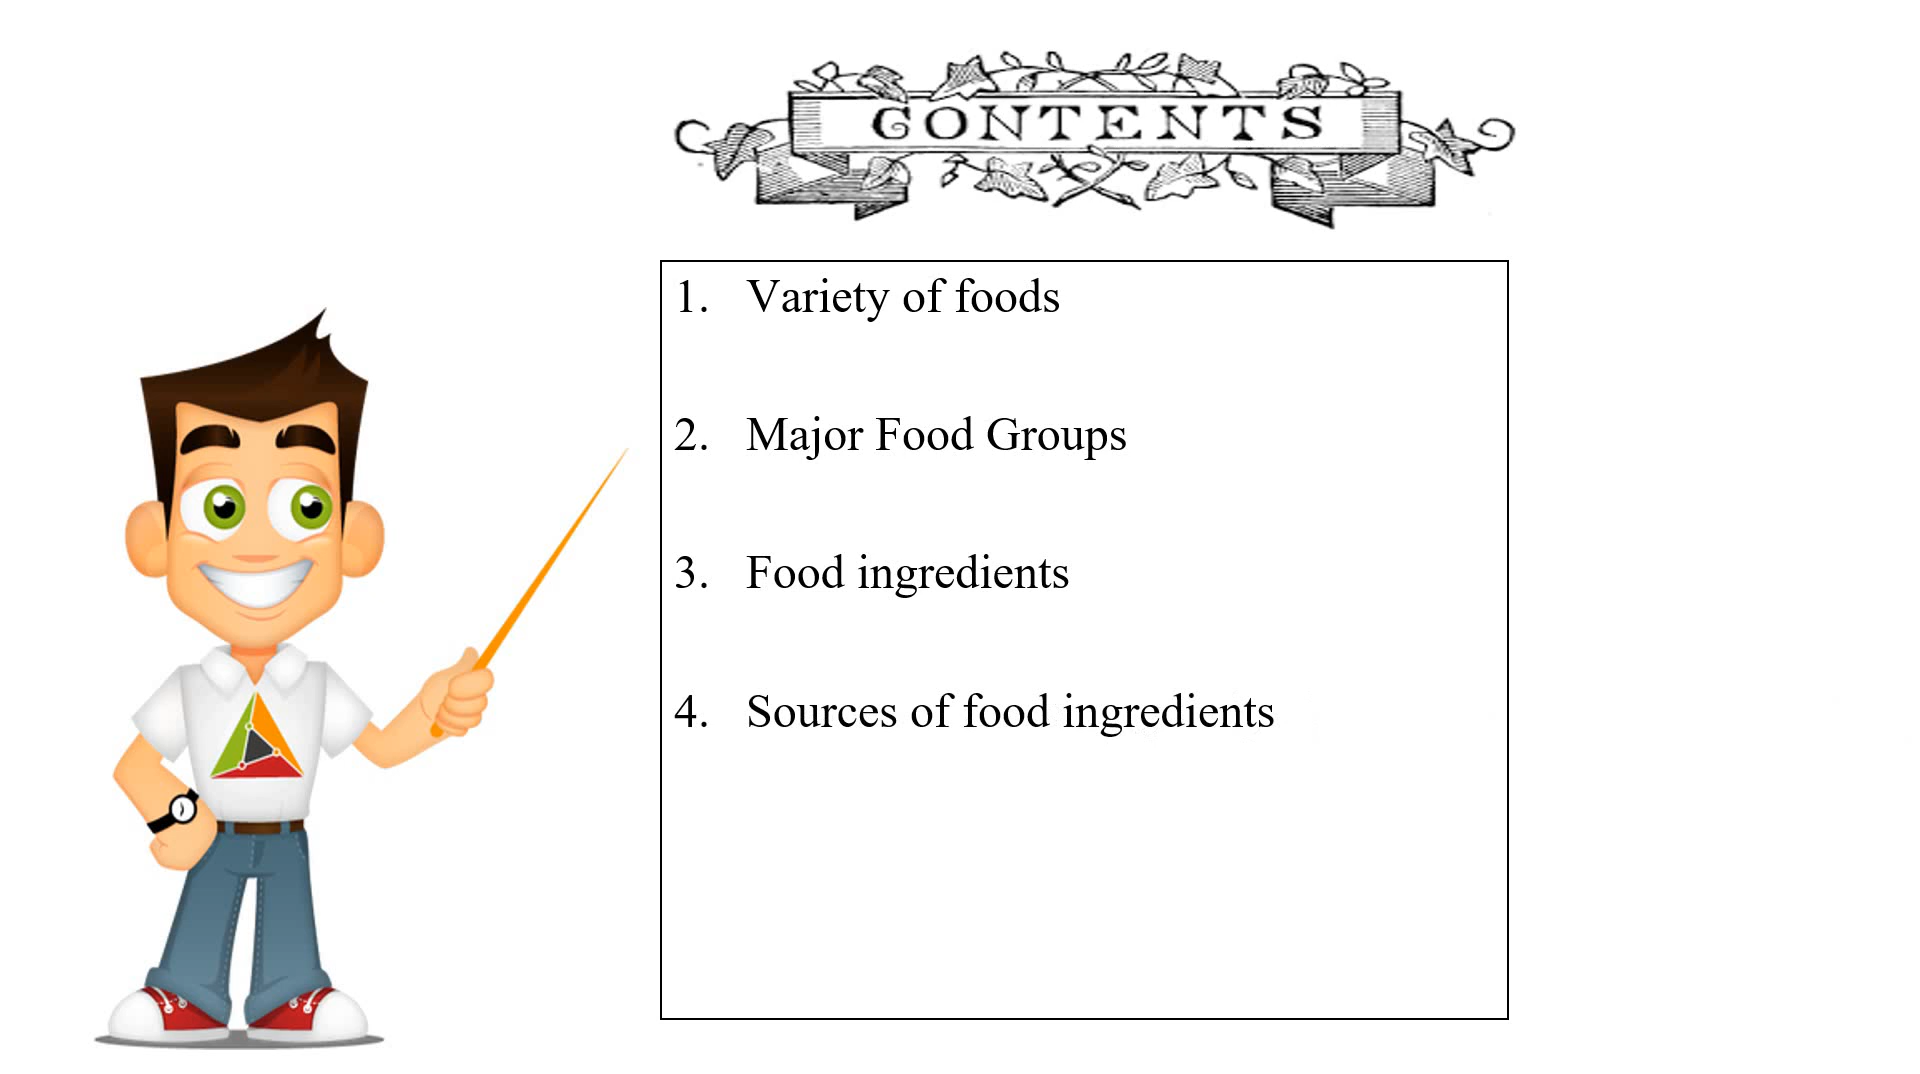 CONTENTS
1. Variety of foods
2. Major Food Groups
3. Food ingredients
4. Sources of food ingredients